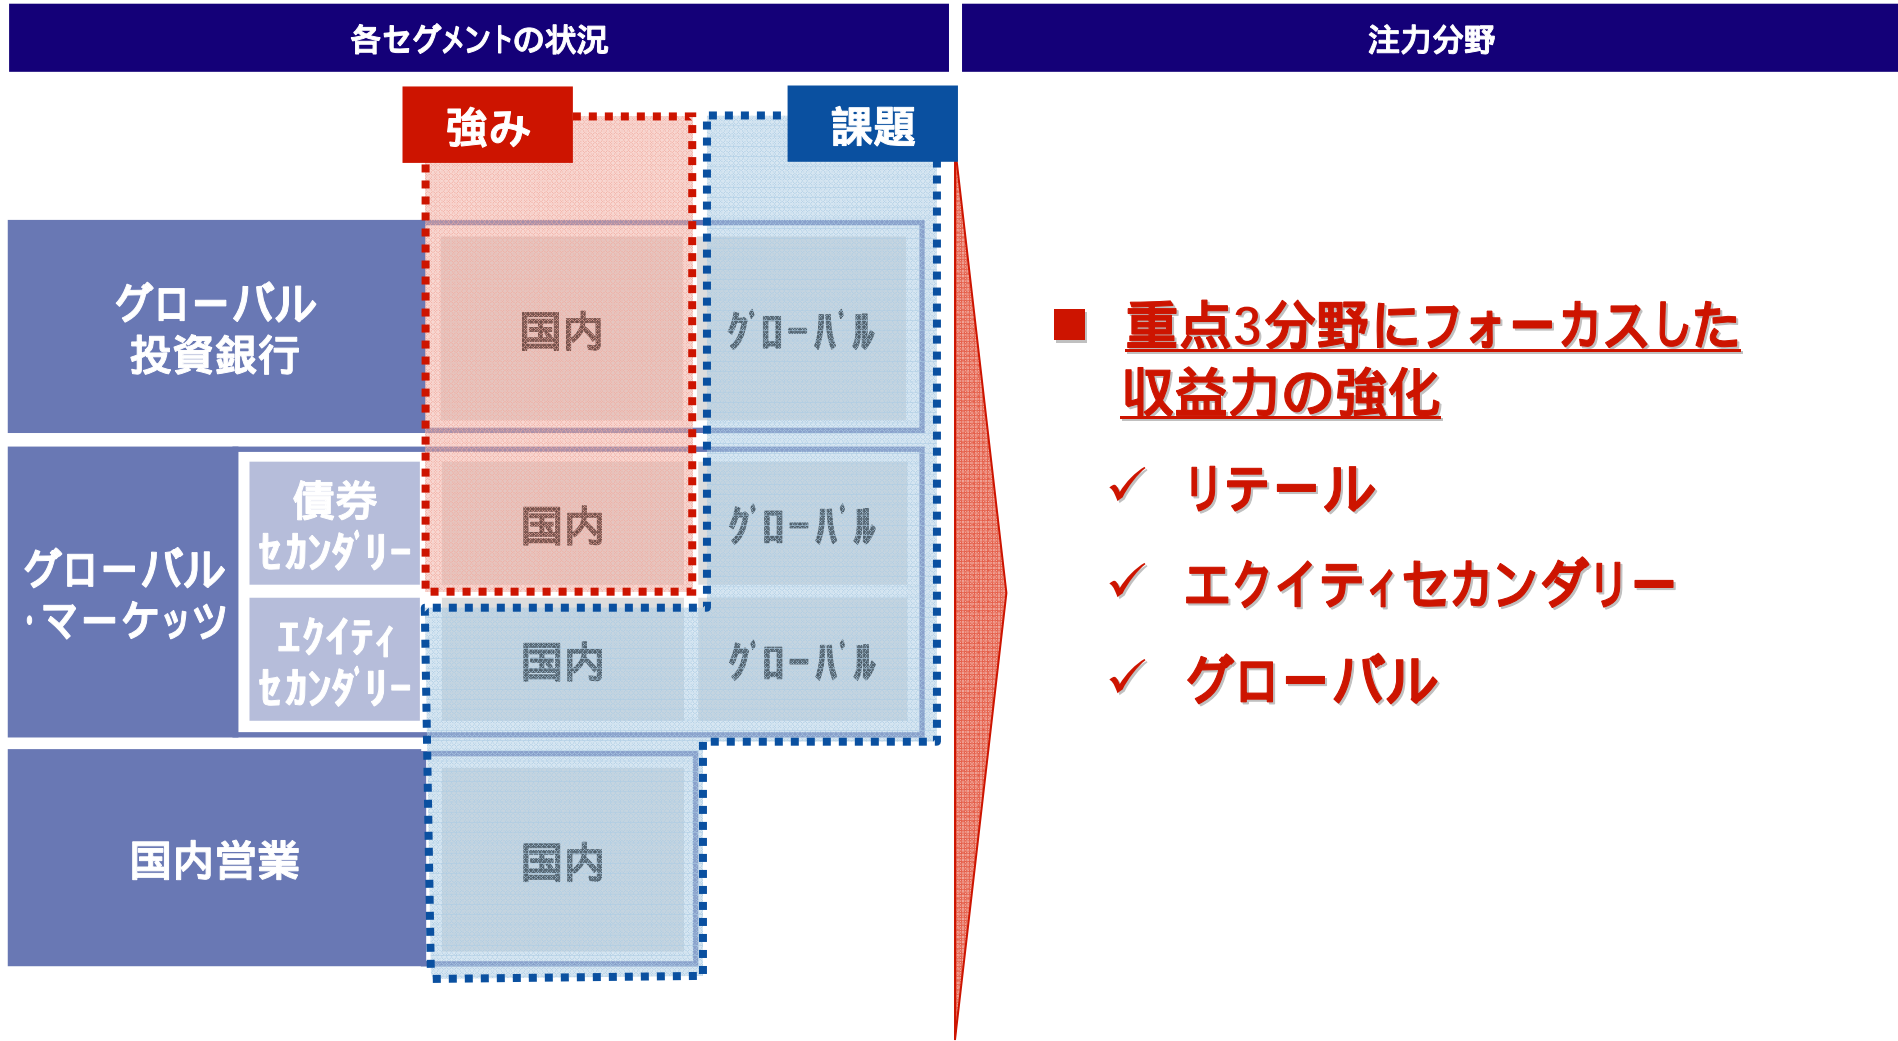 各セグメントの状況
注力分野
強み
課題
グローバル
投資銀行
国内
グローバル
グローバル
・マーケッツ
債券
セカンダリー
国内
グローバル
エクイティ
セカンダリー
国内
グローバル
国内営業
国内
■ 重点3分野にフォーカスした
収益力の強化
✓ リテール
✓ エクイティセカンダリー
✓ グローバル